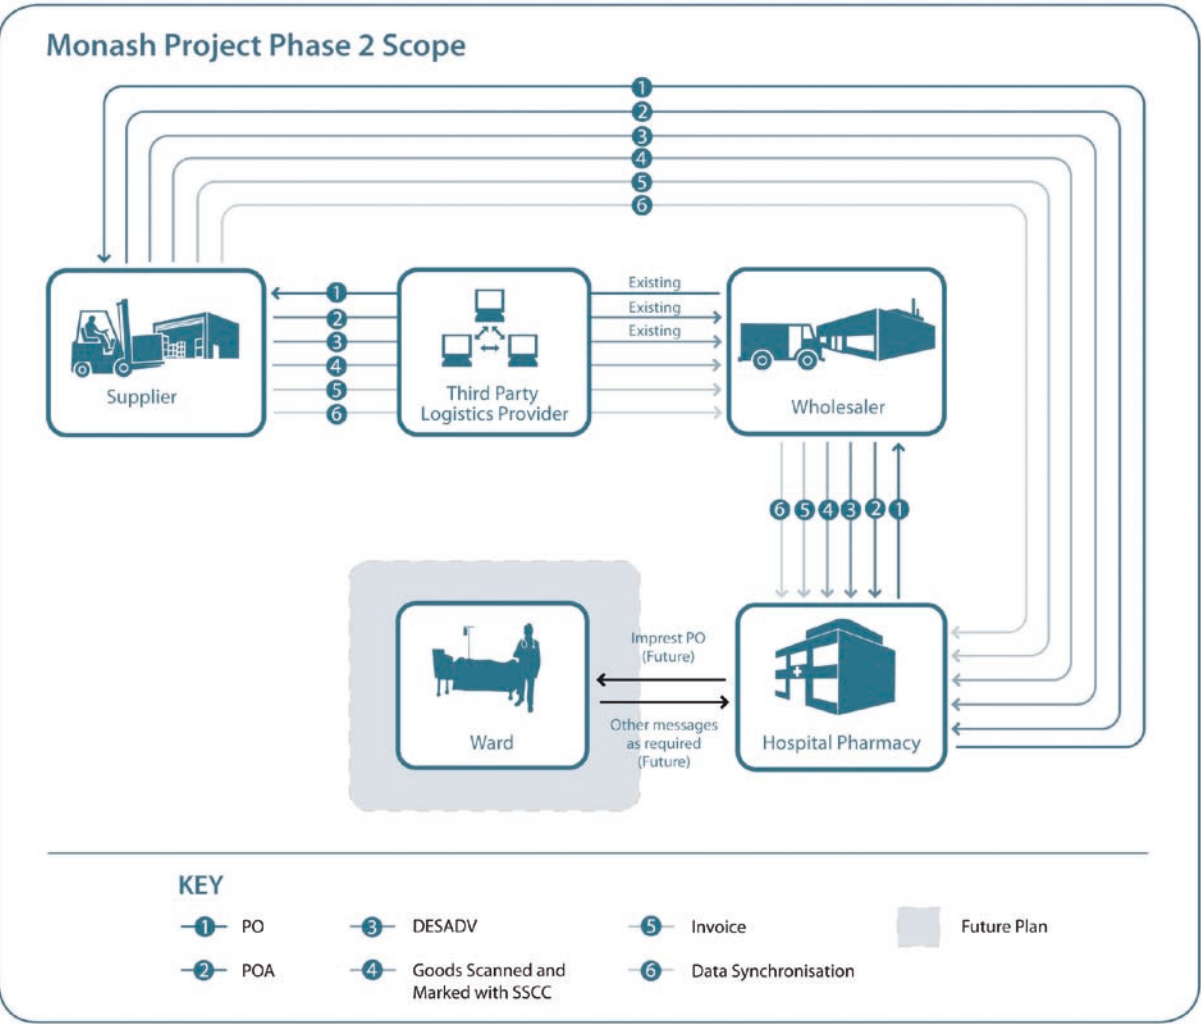 Monash Project Phase 2 Scope
1
2
3
4
5
6
1
2
3
4
5
6
Existing
Existing
Existing
Supplier
Third Party
Logistics Provider
Wholesaler
6 5 4 3 2 1
Imprest PO
(Future)
Other messages
as required
(Future)
Ward
Hospital Pharmacy
KEY
1 PO
2 POA
3 DESADV
4 Goods Scanned and
Marked with SSCC
5 Invoice
6 Data Synchronisation
Future Plan